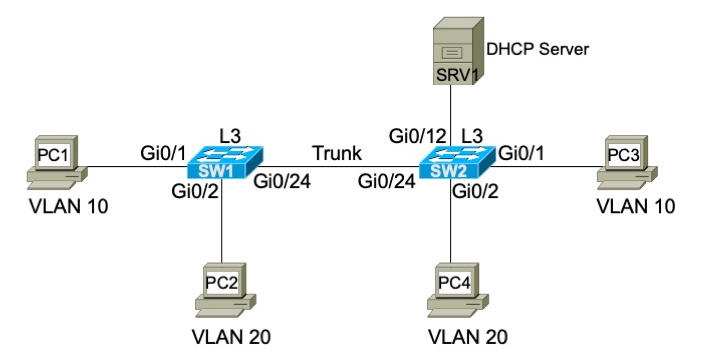 DHCP Server
SRV1
Gi0/12
L3
L3
PC1
Gi0/1
Trunk
Gi0/1
PC3
SW1
SW2
Gi0/2
Gi0/24
Gi0/24
Gi0/2
VLAN 10
VLAN 10
PC2
PC4
VLAN 20
VLAN 20